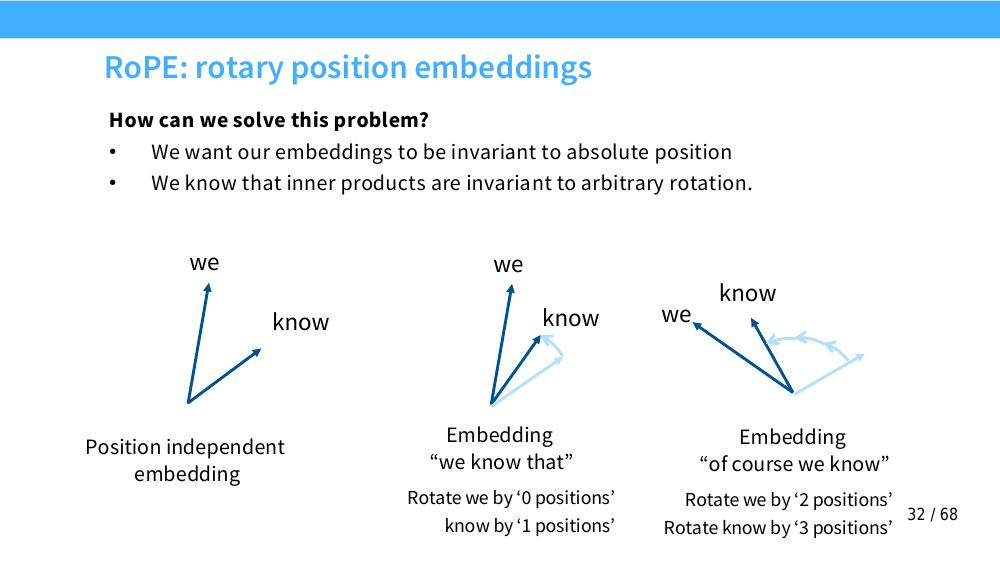 RoPE: rotary position embeddings
How can we solve this problem?
• We want our embeddings to be invariant to absolute position
• We know that inner products are invariant to arbitrary rotation.
we
know
Position independent
embedding
we
know
Embedding
“we know that”
Rotate we by ‘0 positions’
know by ‘1 positions’
know
we
Embedding
“of course we know”
Rotate we by ‘2 positions’
Rotate know by ‘3 positions’
32 / 68